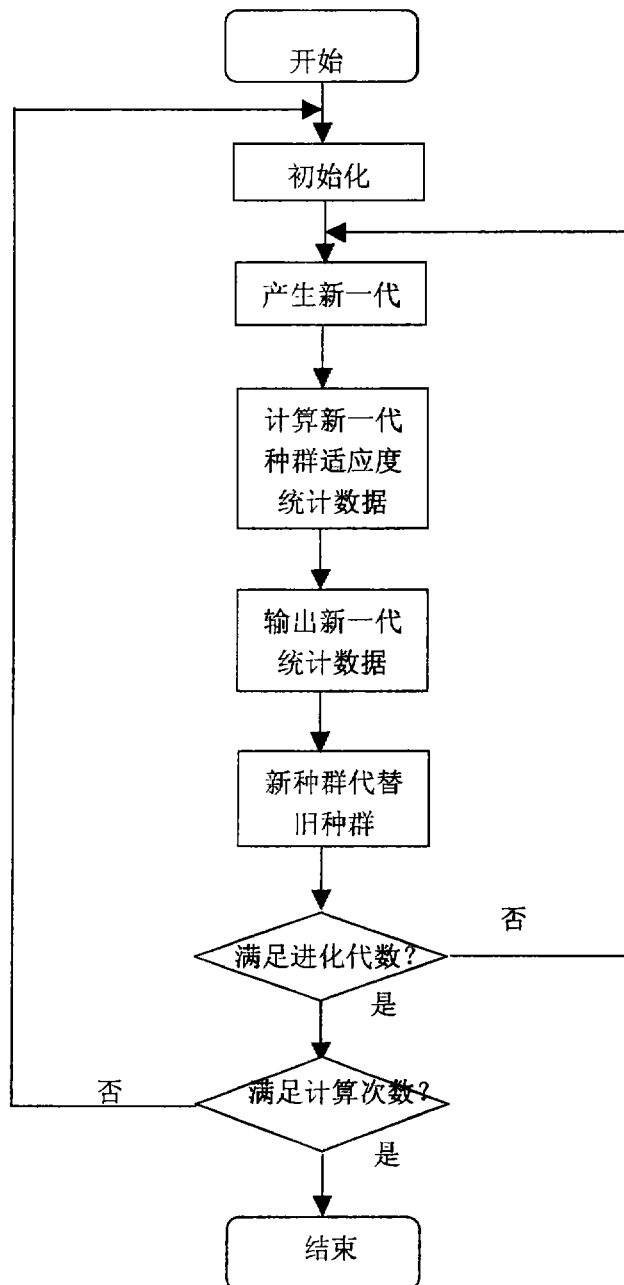 开始
初始化
产生新一代
计算新一代
种群适应度
统计数据
输出新一代
统计数据
新种群代替
旧种群
满足进化代数?
否
是
满足计算次数?
否
是
结束